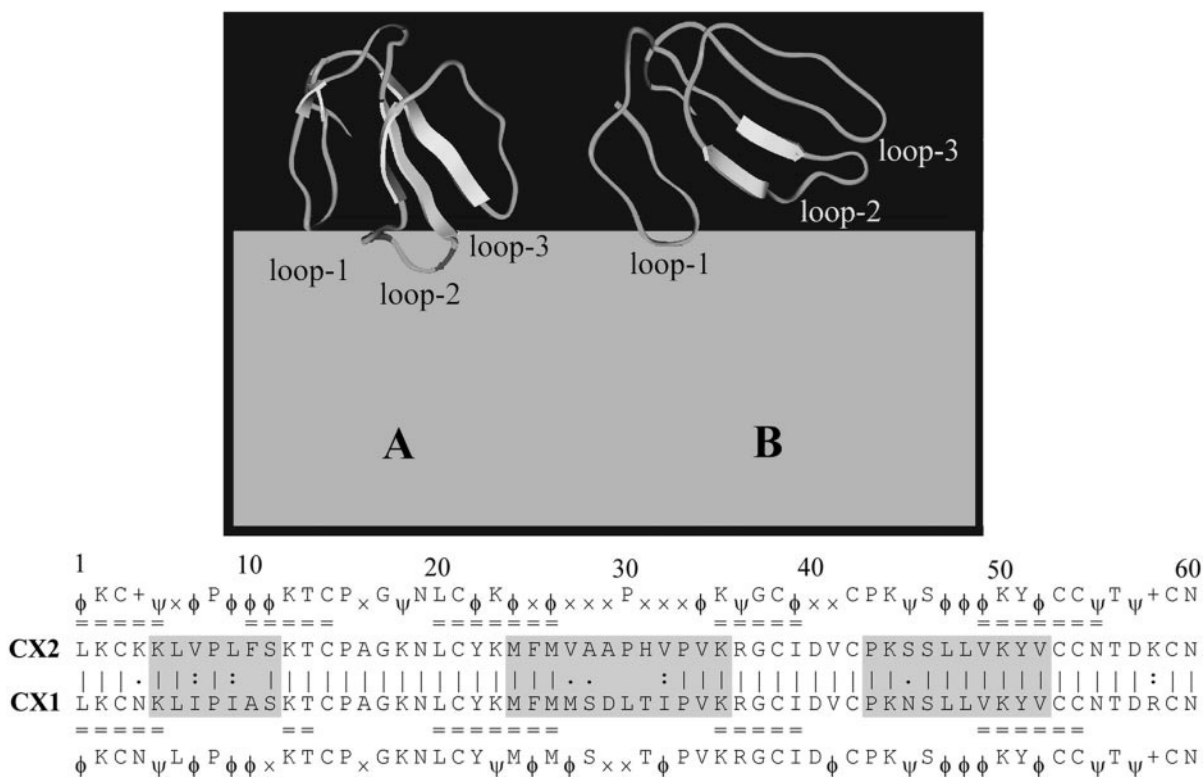 loop-1
loop-2
loop-3
A
loop-1
loop-2
loop-3
B
1 10 20 30 40 50 60
ϕKC+ψ×ϕPϕϕϕKTCP×GψNLCϕKϕ×ϕ×××P×××ϕKψGCϕ××CPKψSϕϕϕKYϕCCψTψ+CN
CX2 LKCKKLVPLFSKTCPAGKNLCYKMFMVAAPHVPVKRGCIDVCPKSSLLVKYVCCNTDKCN
CX1 LKCNKLIPIASKTCPAGKNLCYKMFMMSDLTIPVKRGCIDVCPKNSLLVKYVCCNTDRCN
ϕKCNψLϕPϕϕ×KTCP×GKNLCYψMϕMϕS××TϕPVKRGCIDϕCPKψSϕϕϕKYϕCCψTψ+CN